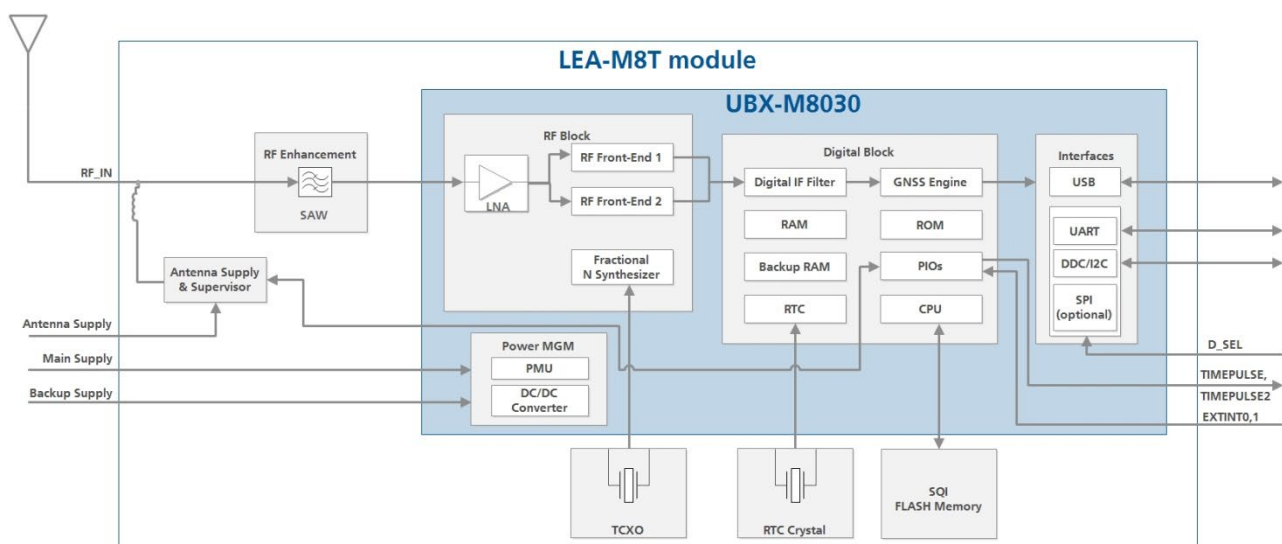 LEA-M8T module
UBX-M8030
RF Block
RF Enhancement
SAW
RF_IN
LNA
RF Front-End 1
RF Front-End 2
Fractional
N Synthesizer
Digital Block
Digital IF Filter
GNSS Engine
RAM
ROM
Backup RAM
PIOs
RTC
CPU
Interfaces
USB
UART
DDC/I2C
SPI
(optional)
Antenna Supply
& Supervisor
Antenna Supply
Main Supply
Backup Supply
Power MGM
PMU
DC/DC
Converter
D_SEL
TIMEPULSE,
TIMEPULSE2
EXTINT0,1
TCXO
RTC Crystal
SQI
FLASH Memory